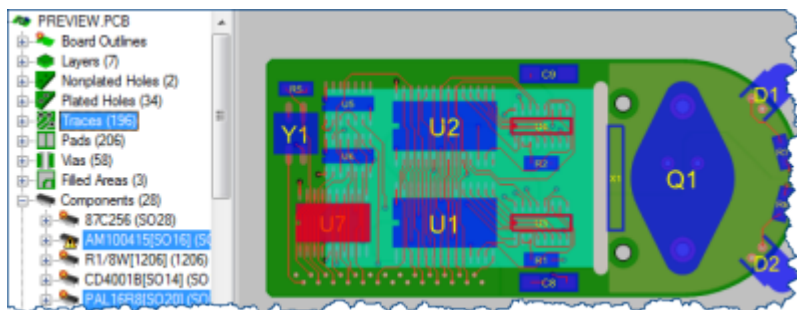 PREVIEW.PCB
Board Outlines
Layers (7)
Nonplated Holes (2)
Plated Holes (34)
Traces (196)
Pads (206)
Vias (58)
Filled Areas (3)
Components (28)
87C256 (SO28)
AM100415[SO16] (SO
R1/8W[1206] (1206)
CD4001B[SO14] (SO
PAL16R8[SO20] (SO
C9
R5
U5
Y1
U2
U6
R2
D1
X1
Q1
U7
U1
R1
C8
D2